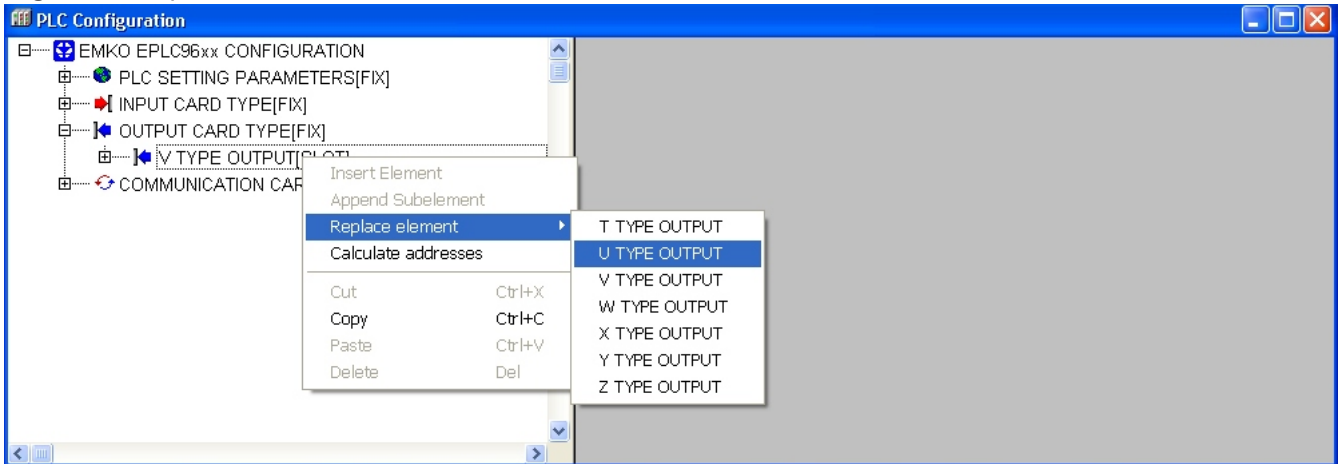 PLC Configuration
EMKO EPLC96xx CONFIGURATION
PLC SETTING PARAMETERS[FIX]
INPUT CARD TYPE[FIX]
OUTPUT CARD TYPE[FIX]
V TYPE OUTPUT[SLOT]
COMMUNICATION CAR
Insert Element
Append Subelement
Replace element
Calculate addresses
Cut Ctrl+X
Copy Ctrl+C
Paste Ctrl+V
Delete Del
T TYPE OUTPUT
U TYPE OUTPUT
V TYPE OUTPUT
W TYPE OUTPUT
X TYPE OUTPUT
Y TYPE OUTPUT
Z TYPE OUTPUT